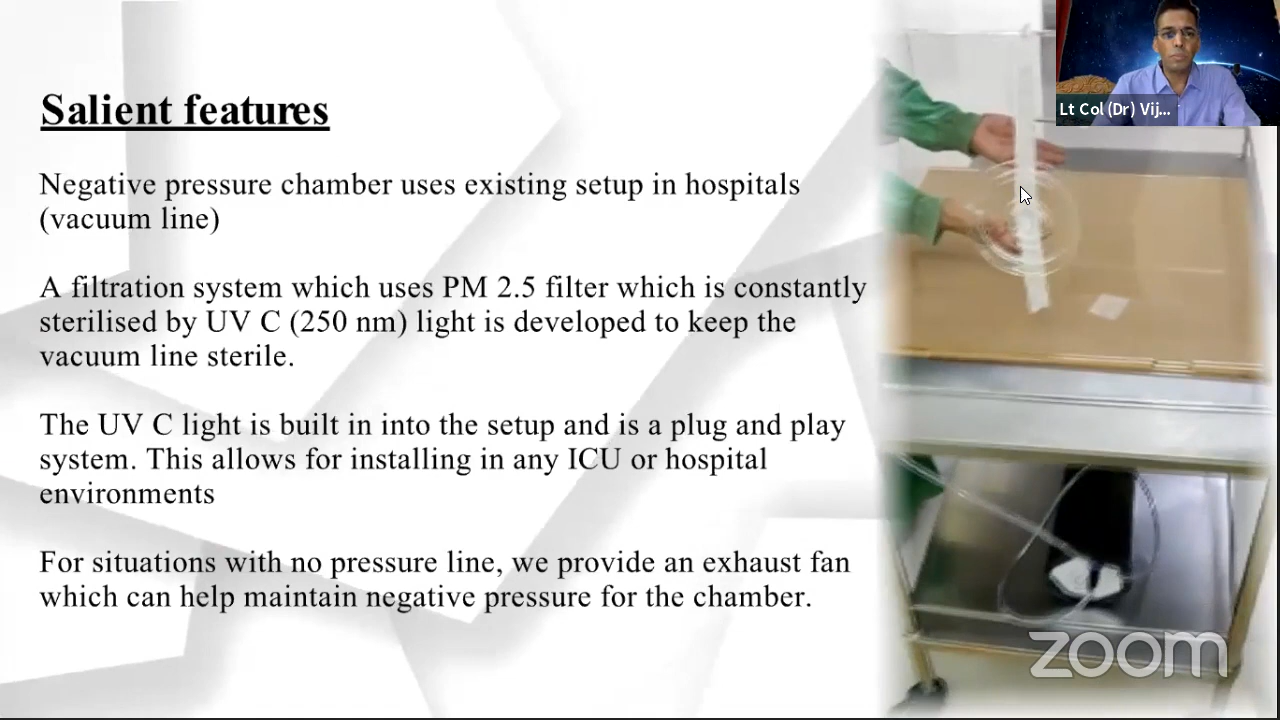 Salient features
Negative pressure chamber uses existing setup in hospitals
(vacuum line)
A filtration system which uses PM 2.5 filter which is constantly
sterilised by UV C (250 nm) light is developed to keep the
vacuum line sterile.
The UV C light is built in into the setup and is a plug and play
system. This allows for installing in any ICU or hospital
environments
For situations with no pressure line, we provide an exhaust fan
which can help maintain negative pressure for the chamber.
Lt Col (Dr) Vij...
zoom